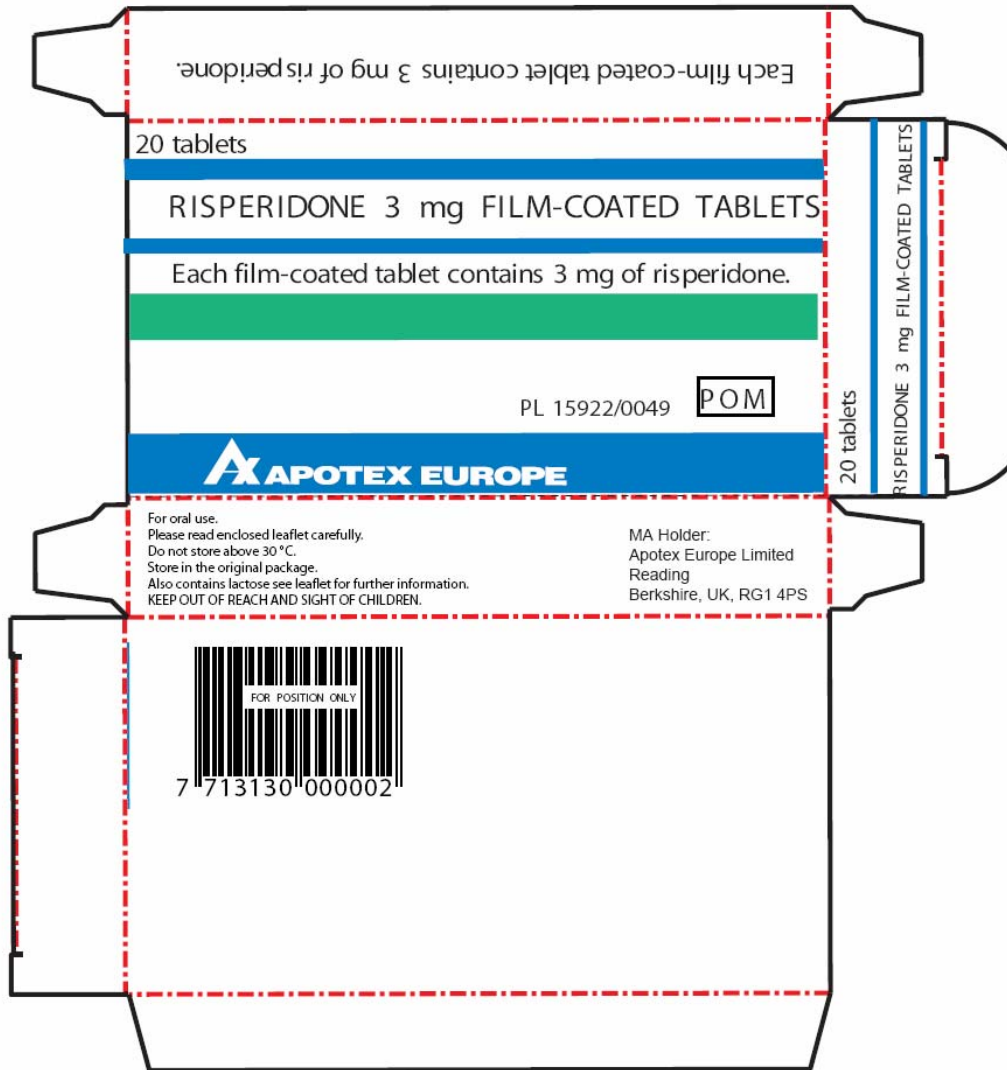 Each film-coated tablet contains 3 mg of risperidone.
20 tablets
RISPERIDONE 3 mg FILM-COATED TABLETS
Each film-coated tablet contains 3 mg of risperidone.
PL 15922/0049 POM
APOTEX EUROPE
20 tablets
RISPERIDONE 3 mg FILM-COATED TABLETS
For oral use.
Please read enclosed leaflet carefully.
Do not store above 30 °C.
Store in the original package.
Also contains lactose see leaflet for further information.
KEEP OUT OF REACH AND SIGHT OF CHILDREN.
MA Holder:
Apotex Europe Limited
Reading
Berkshire, UK, RG1 4PS
FOR POSITION ONLY
7 713130 000002